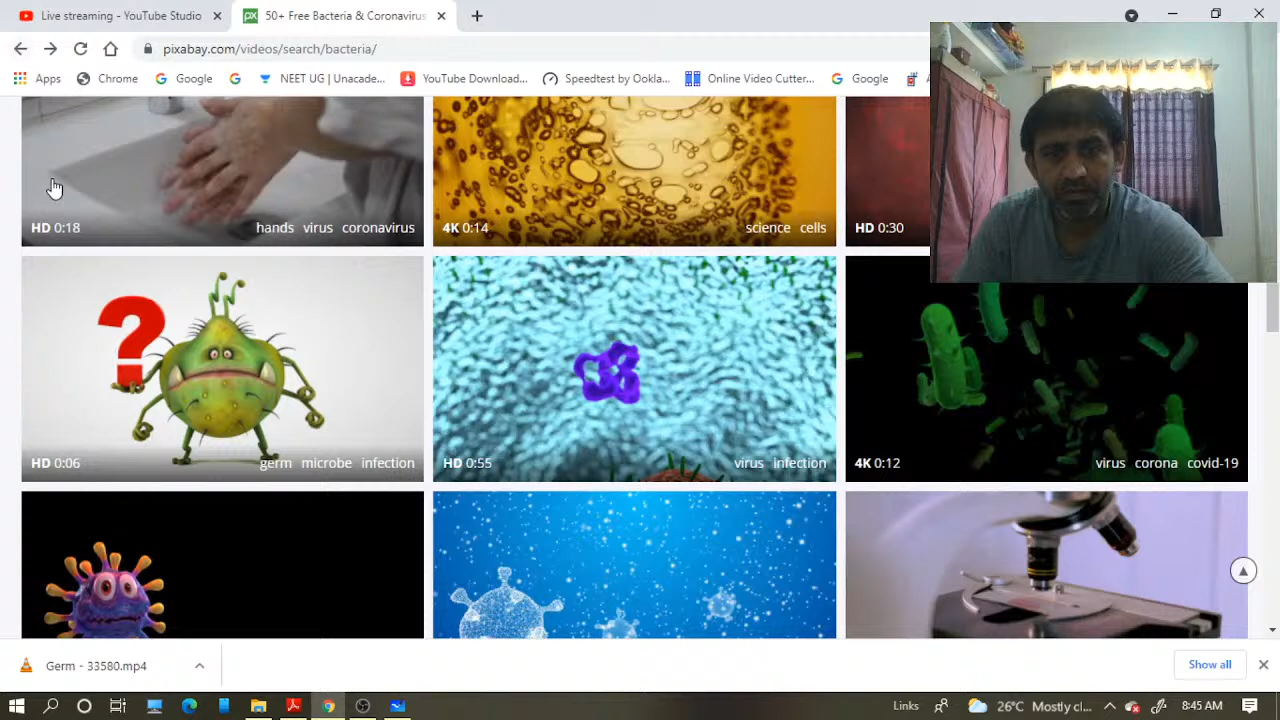 Live streaming - YouTube Studio
50+ Free Bacteria & Coronavirus
pixabay.com/videos/search/bacteria/
Apps Chrome Google NEET UG | Unacade... YouTube Download... Speedtest by Ookla... Online Video Cutter... Google
HD 0:18 hands virus coronavirus
4K 0:14 science cells
HD 0:30
?
HD 0:06 germ microbe infection
HD 0:55 virus infection
4K 0:12 virus corona covid-19
Germ - 33580.mp4
Show all
Links 26°C Mostly cl... 8:45 AM